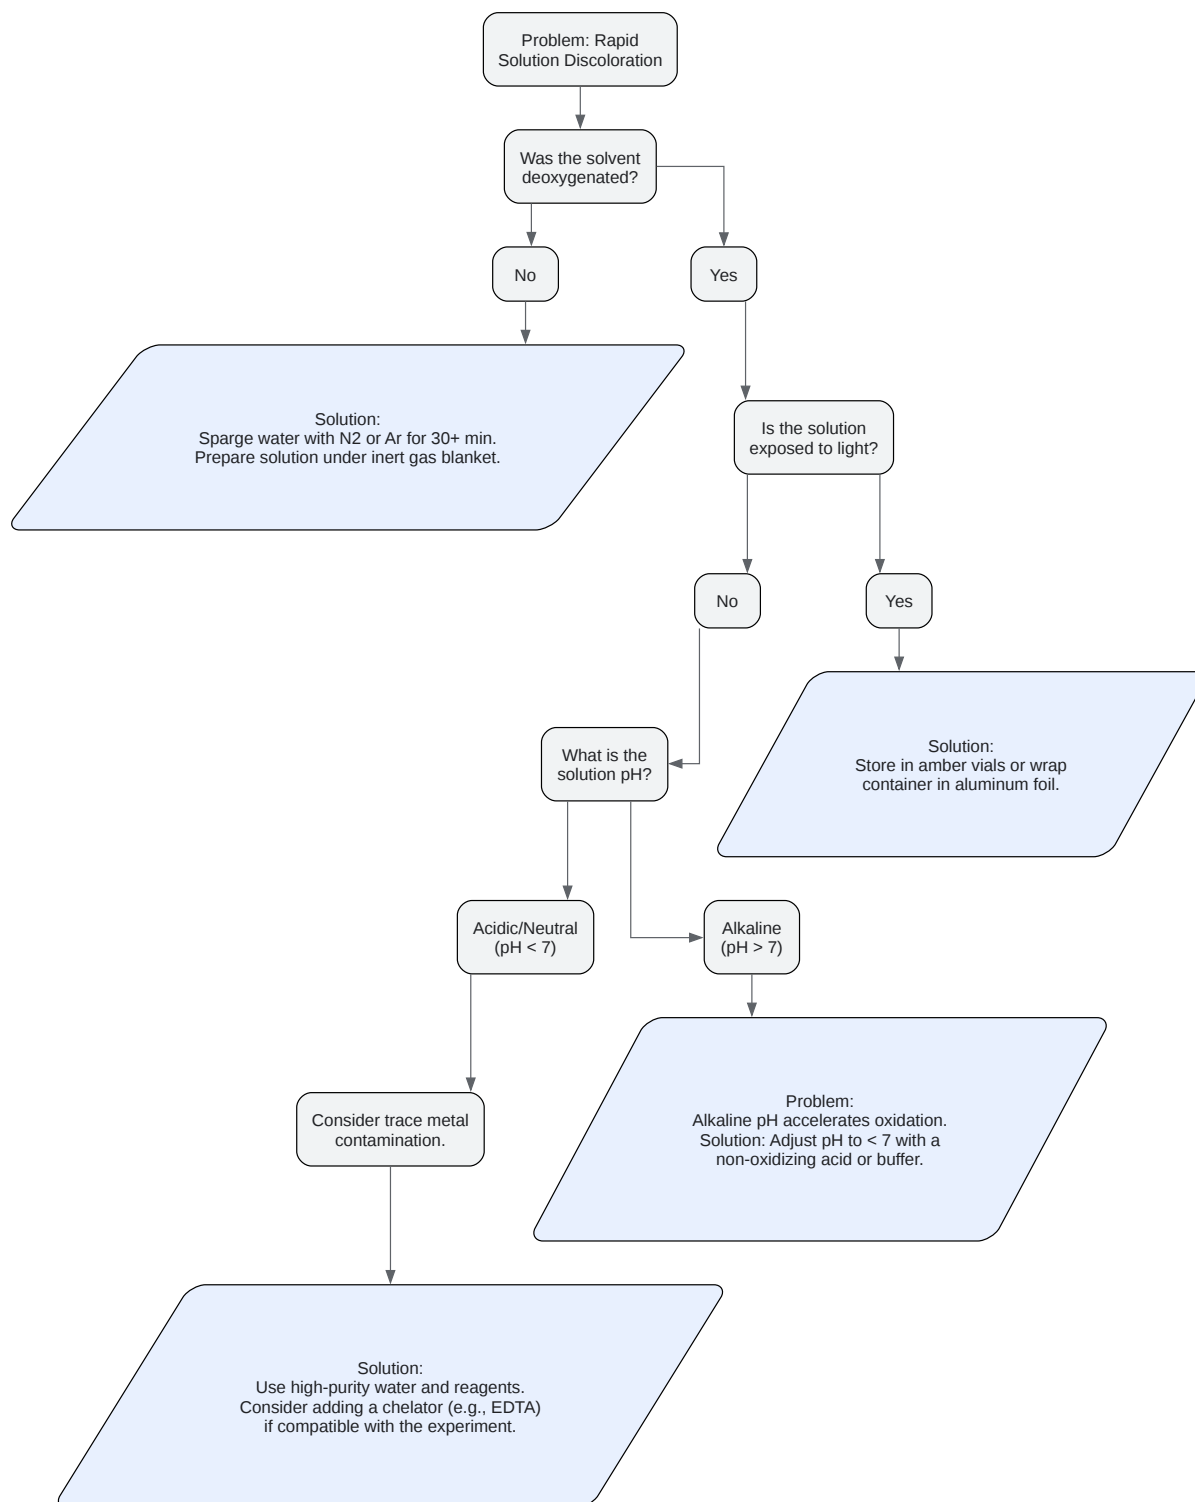 Problem: Rapid
Solution Discoloration
Was the solvent
deoxygenated?
No
Yes
Solution:
Sparge water with N2 or Ar for 30+ min.
Prepare solution under inert gas blanket.
Is the solution
exposed to light?
No
Yes
Solution:
Store in amber vials or wrap
container in aluminum foil.
What is the
solution pH?
Acidic/Neutral
(pH < 7)
Alkaline
(pH > 7)
Problem:
Alkaline pH accelerates oxidation.
Solution: Adjust pH to < 7 with a
non-oxidizing acid or buffer.
Consider trace metal
contamination.
Solution:
Use high-purity water and reagents.
Consider adding a chelator (e.g., EDTA)
if compatible with the experiment.